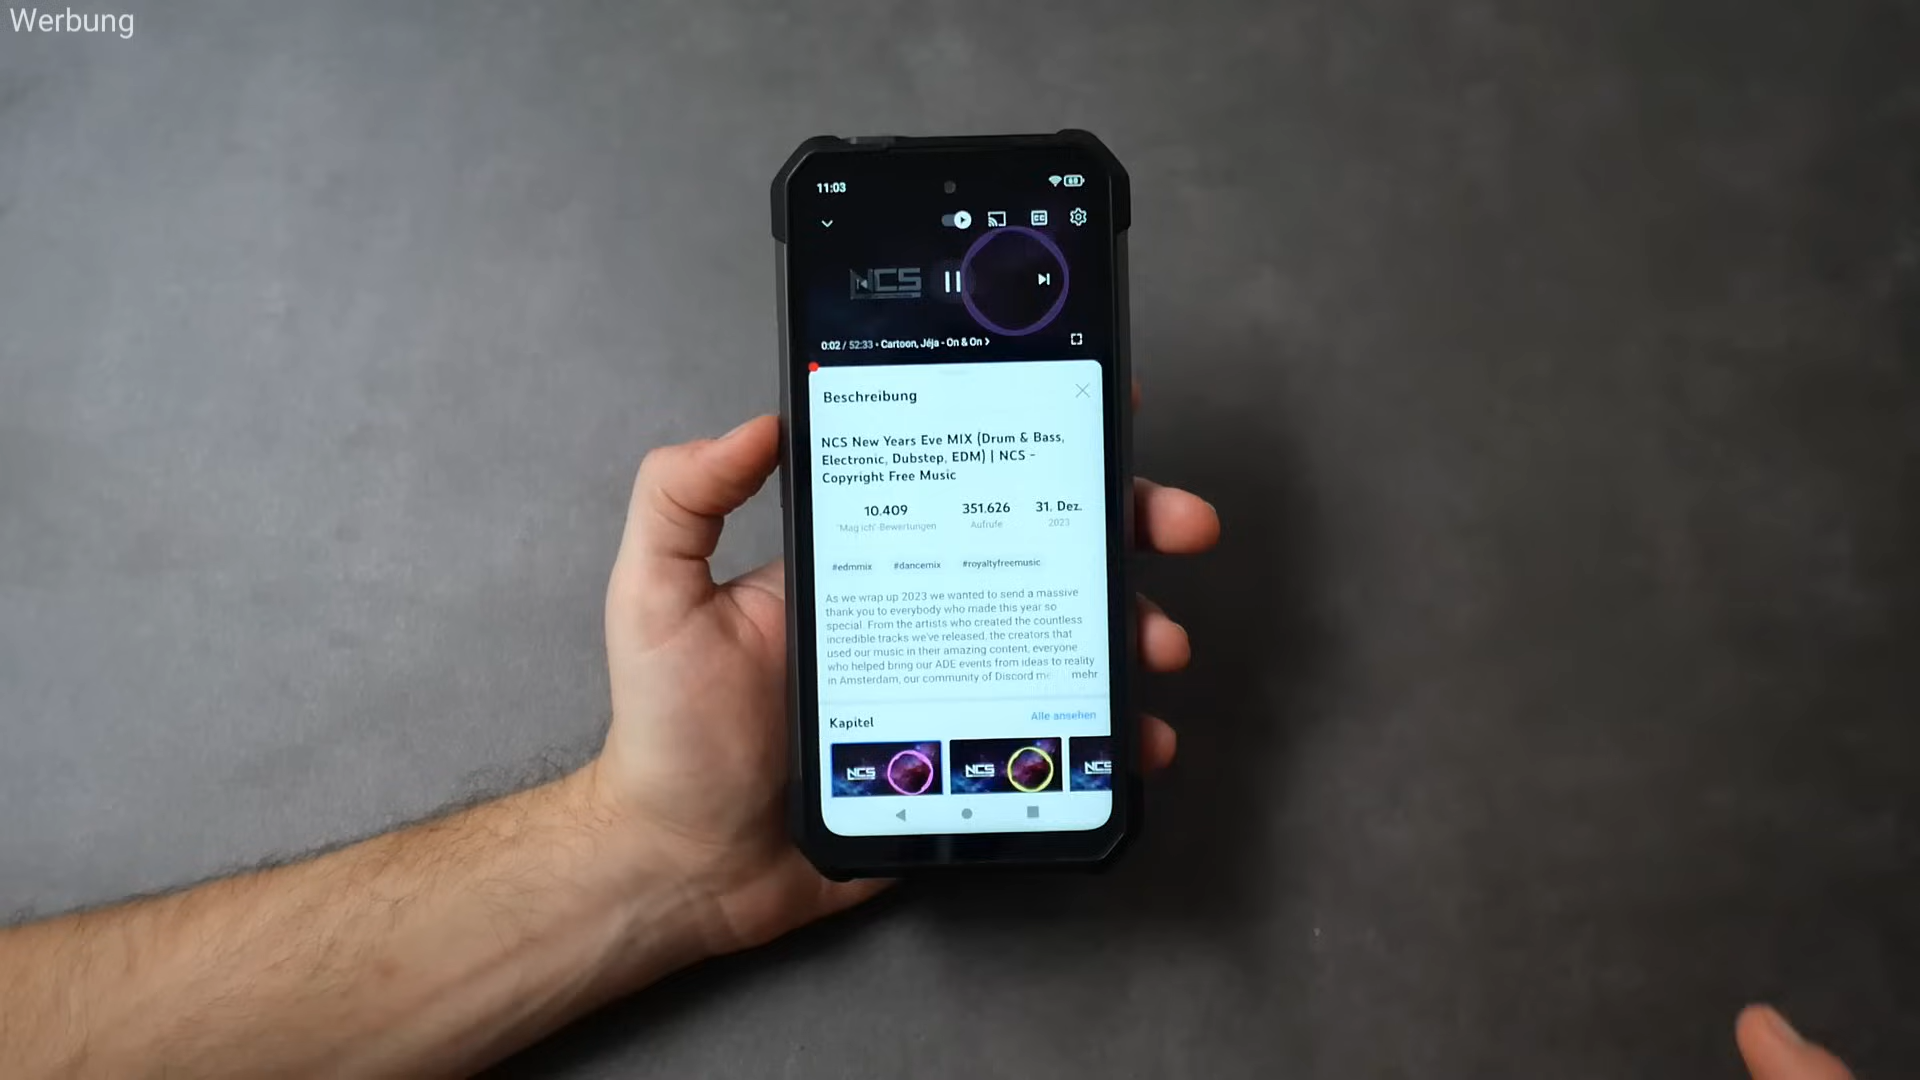 Werbung
11:03
NCS
0:02 / 52:33 • Cartoon, Jéja - On & On
Beschreibung
NCS New Years Eve MIX (Drum & Bass,
Electronic, Dubstep, EDM) | NCS -
Copyright Free Music
10.409 351.626 31. Dez.
"Mag ich"-Bewertungen Aufrufe 2023
#edmmix #dancemix #royaltyfreemusic
As we wrap up 2023 we wanted to send a massive
thank you to everybody who made this year so
special. From the artists who created the countless
incredible tracks we've released, the creators that
used our music in their amazing content, everyone
who helped bring our ADE events from ideas to reality
in Amsterdam, our community of Discord me mehr
Kapitel Alle ansehen
NCS NCS NCS